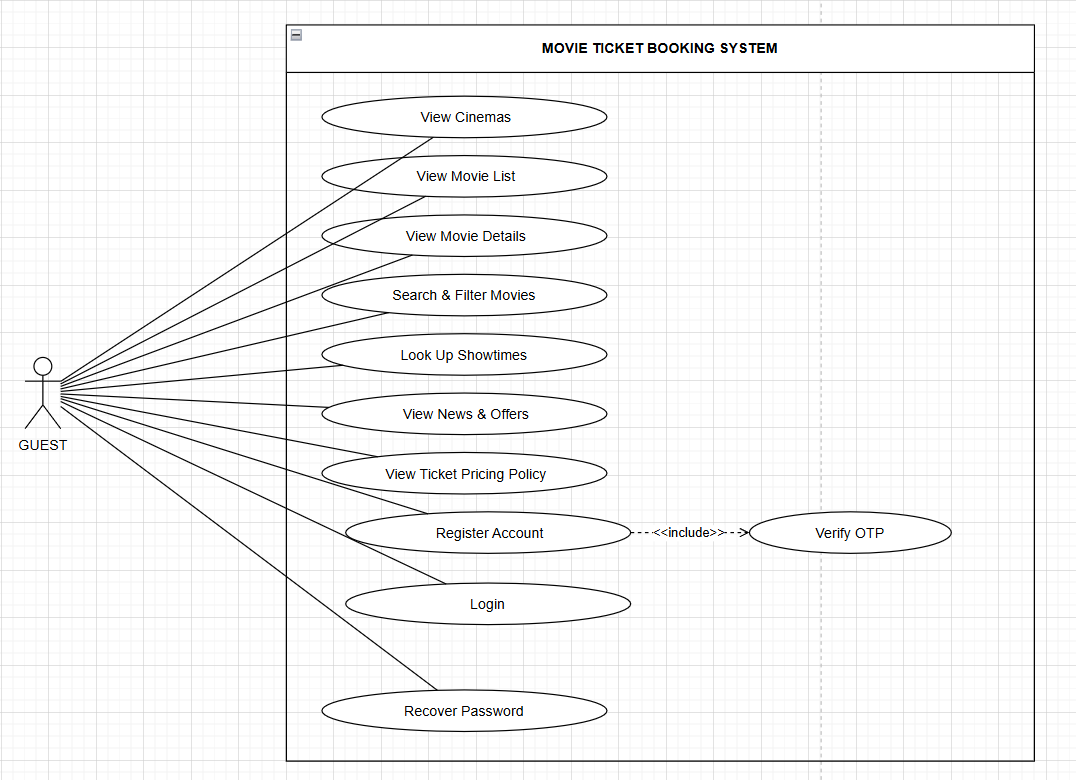 MOVIE TICKET BOOKING SYSTEM
View Cinemas
View Movie List
View Movie Details
Search & Filter Movies
Look Up Showtimes
GUEST
View News & Offers
View Ticket Pricing Policy
Register Account
<<include>>
Verify OTP
Login
Recover Password